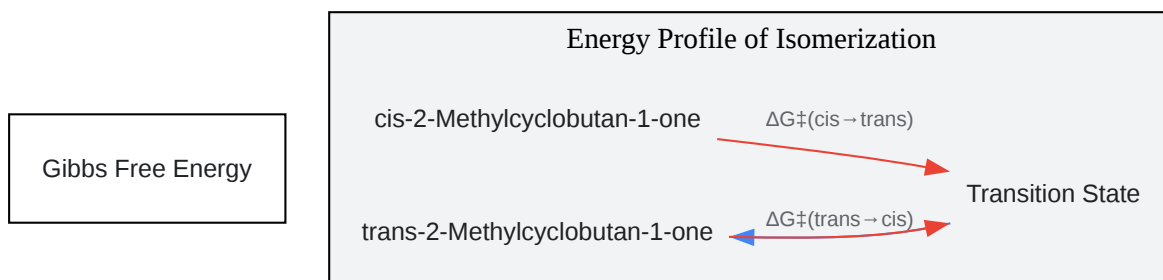 Energy Profile of Isomerization
cis-2-Methylcyclobutan-1-one
ΔG‡(cis→trans)
Gibbs Free Energy
Transition State
trans-2-Methylcyclobutan-1-one
ΔG‡(trans→cis)